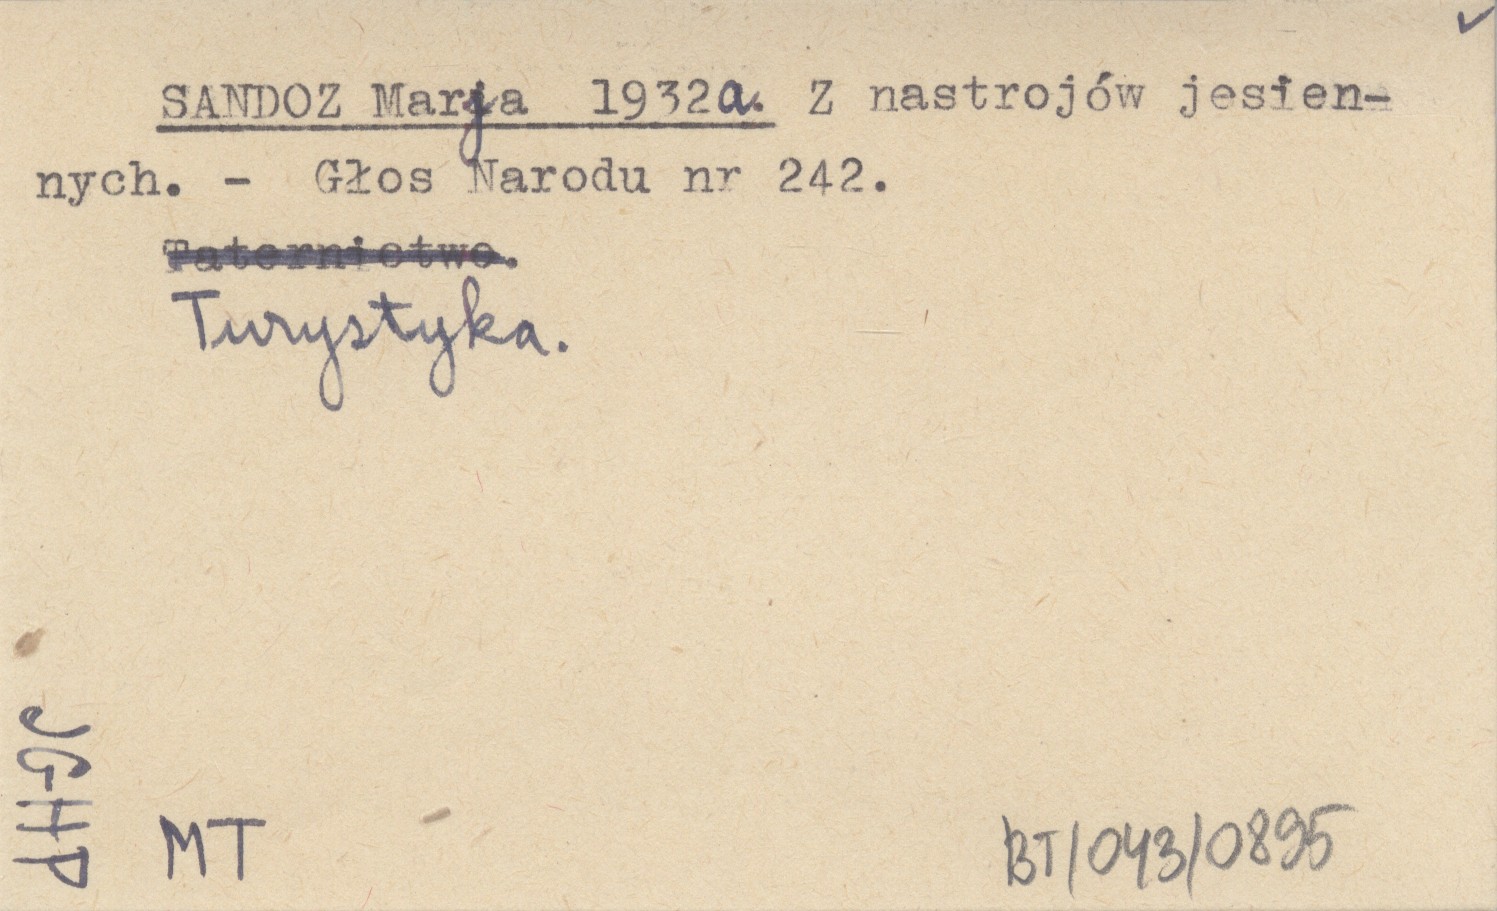 SANDOZ Marja 1932a. Z nastrojów jesien-
nych. - Głos Narodu nr 242.
Taternictwo.
Turystyka.
JGHP
MT
BT/043/0895